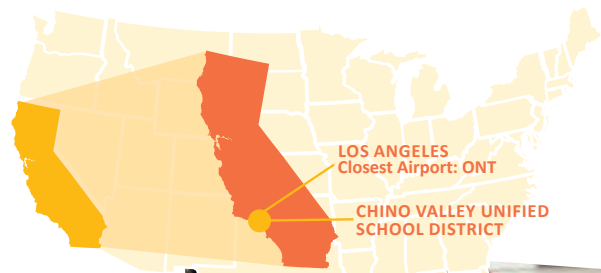 LOS ANGELES
Closest Airport: ONT
CHINO VALLEY UNIFIED
SCHOOL DISTRICT